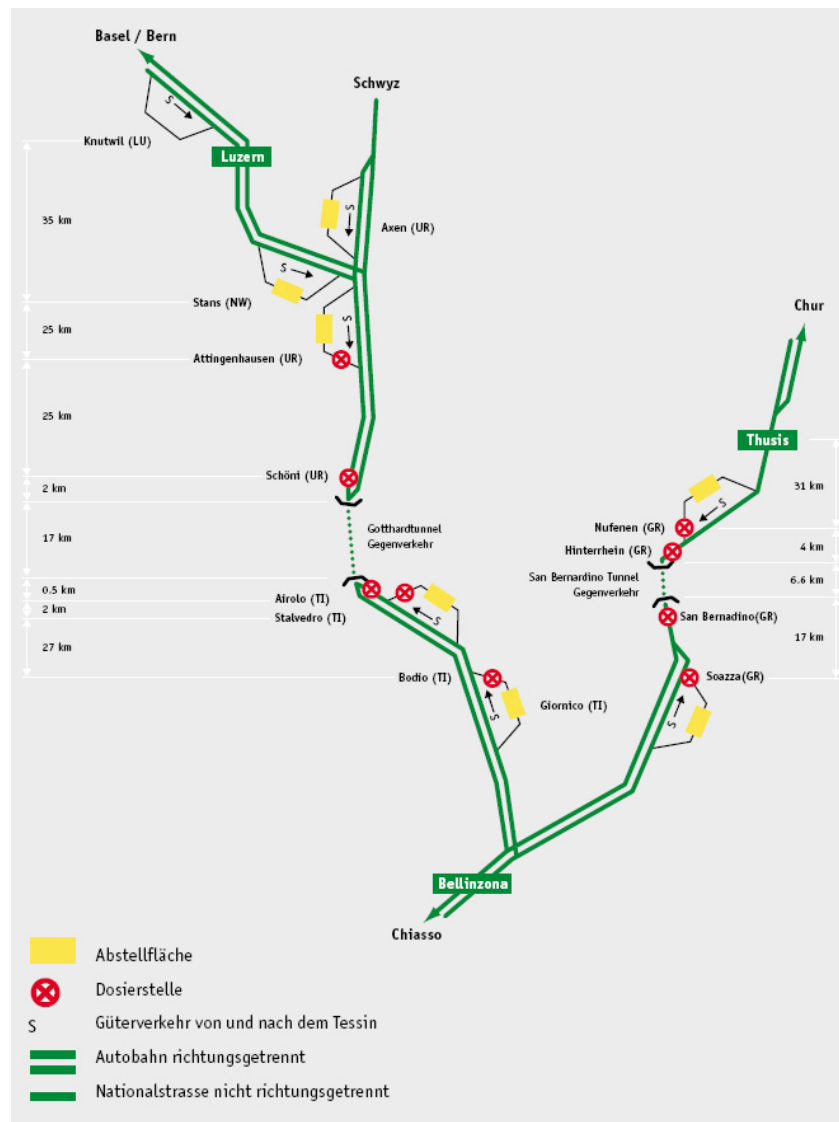 Basel / Bern
Schwyz
S
Knutwil (LU)
Luzern
35 km
S
Axen (UR)
S
Stans (NW)
Chur
25 km
S
Attingenhausen (UR)
25 km
Thusis
Schöni (UR)
2 km
31 km
S
Nufenen (GR)
17 km
Gotthardtunnel
Gegenverkehr
Hinterrhein (GR)
4 km
San Bernardino Tunnel
Gegenverkehr
6.6 km
0.5 km
Airolo (TI)
2 km
Stalvedro (TI)
S
San Bernadino(GR)
27 km
17 km
Bodio (TI)
Soazza(GR)
Giornico (TI)
S
S
Bellinzona
Chiasso
Abstellfläche
Dosierstelle
S
Güterverkehr von und nach dem Tessin
Autobahn richtungsgetrennt
Nationalstrasse nicht richtungsgetrennt